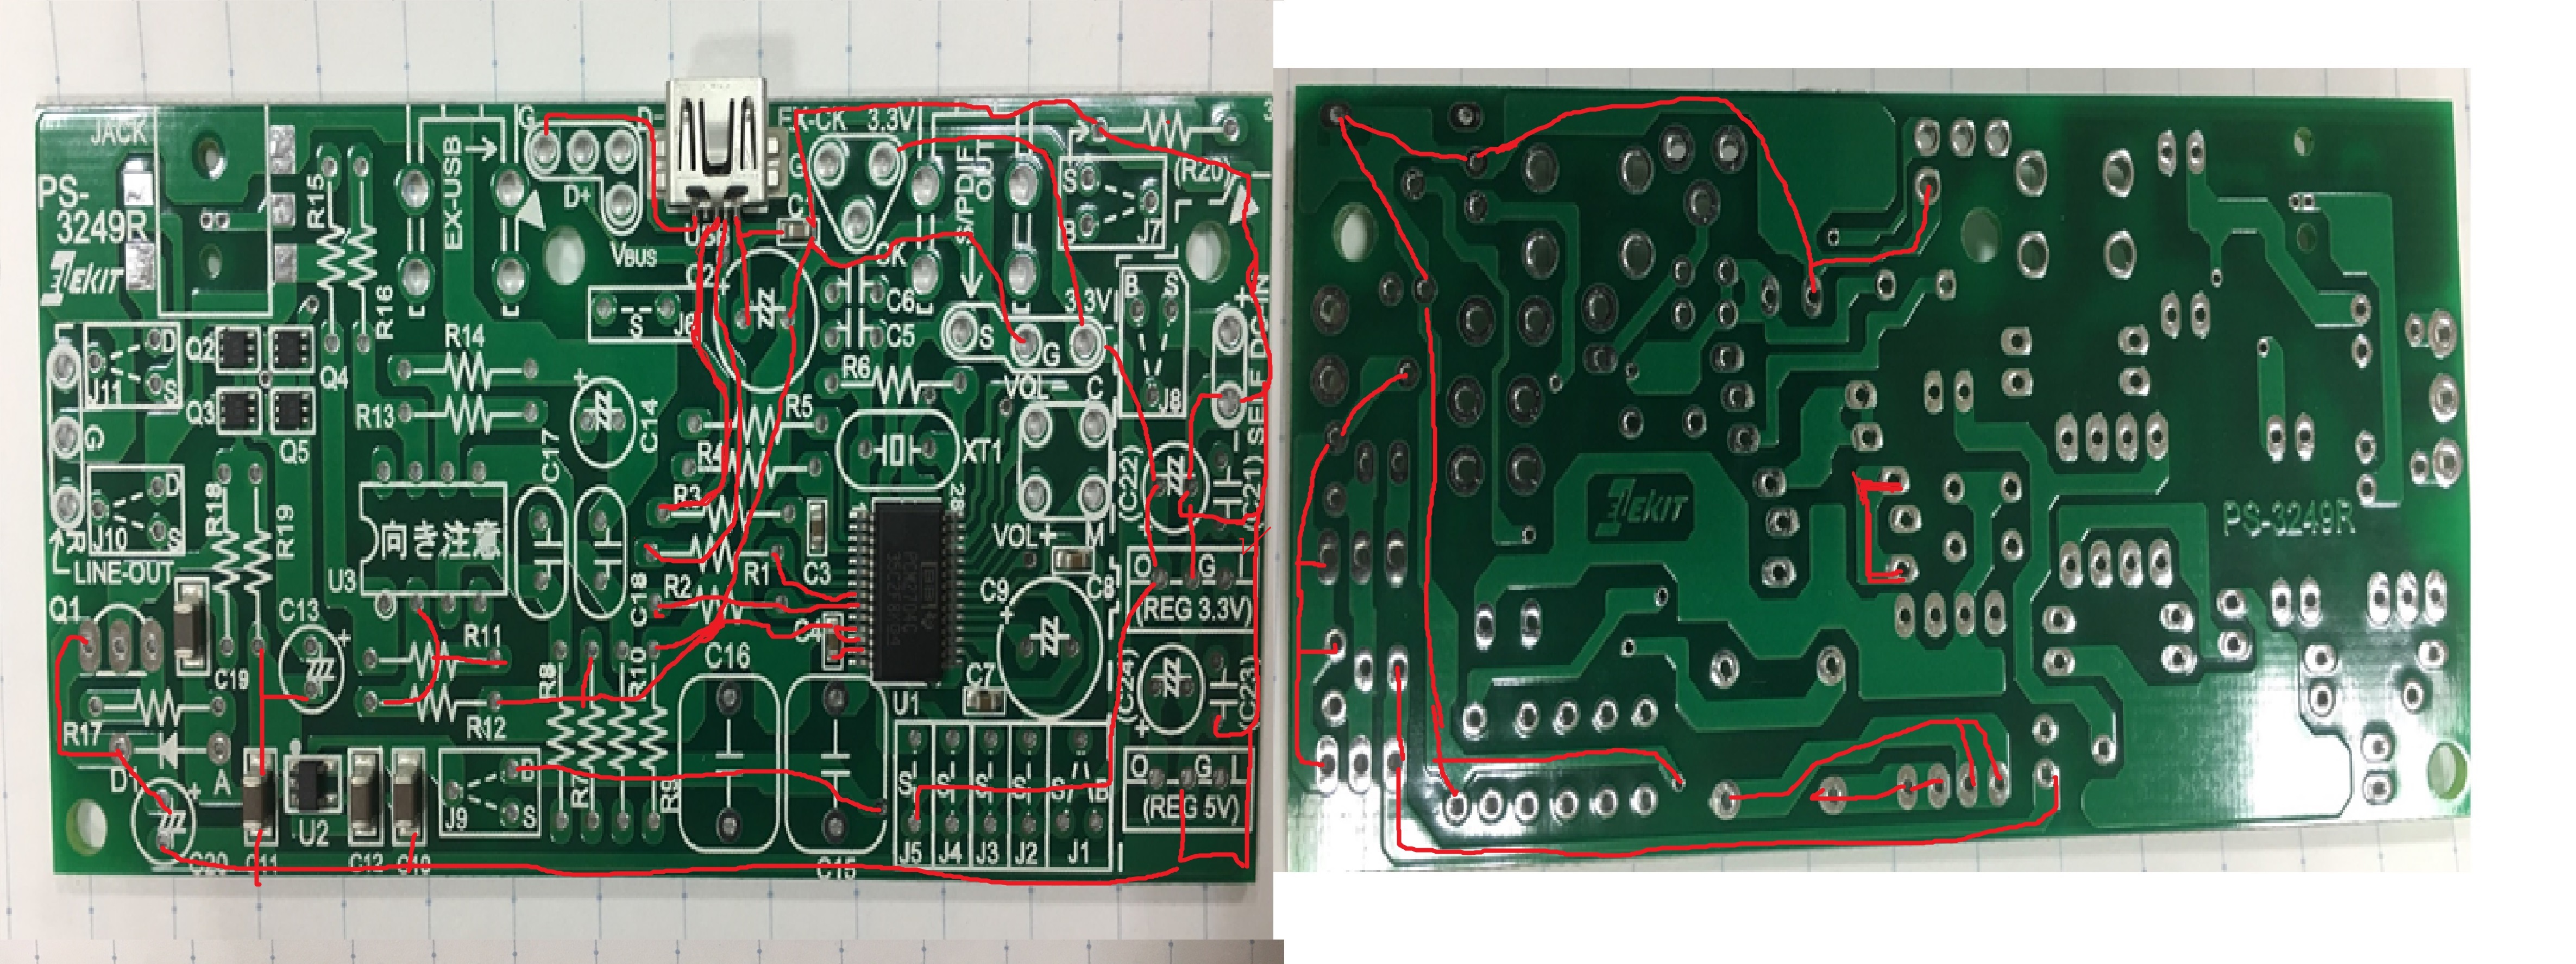 JACK
PS-
3249R
EKIT
R15
R16
EX-USB
G
D+
VBUS
D-
USB
C2
EX-CK
3.3V
G
CK
S/PDIF
OUT
S
B
J7
(R20)
S
J6
C6
C5
R6
S
G
3.3V
B
S
J8
+
SELF DC-IN
L
D
J11
S
Q2
Q4
Q3
Q5
G
R14
R13
+
C14
R5
R4
R3
R2
R1
XT1
VOL-
C
VOL+
M
(C22)
(C21)
D
J10
S
R
LINE-OUT
R18
R19
U3
向き注意
C17
C18
C3
C4
28
U1
C9
+
C8
C7
O
G
I
(REG 3.3V)
Q1
C19
C13
+
R11
R12
R8
R10
R7
R9
C16
C15
(C24)
+
(C23)
R17
D1
A
+
C20
C11
U2
C12
C10
B
J9
S
S
S
S
S
S
B
J5
J4
J3
J2
J1
O
G
I
(REG 5V)
EKIT
PS-3249R